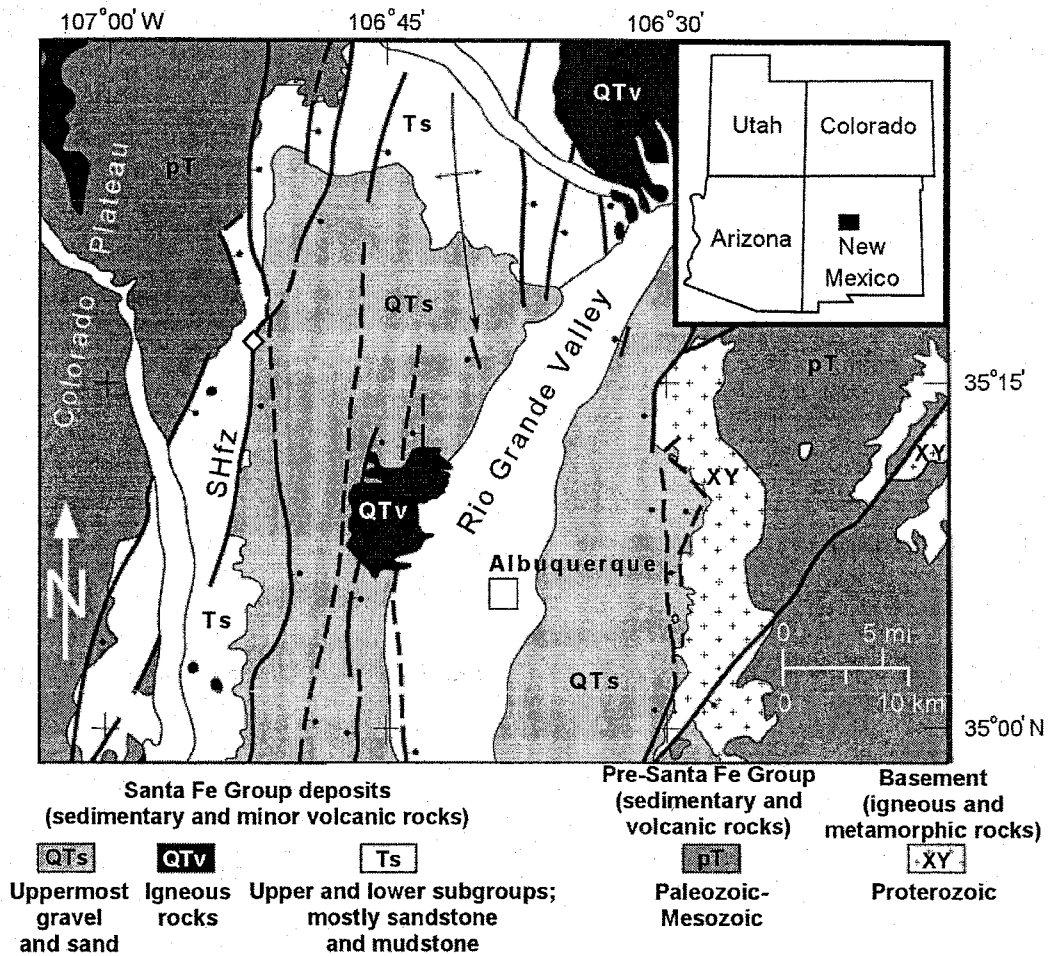 107°00' W
106°45'
106°30'
QTv
Ts
Utah
Colorado
pT
Arizona
New
Mexico
Colorado Plateau
QTs
Rio Grande Valley
pT
35°15'
SHfz
XY
XY
QTv
N
Albuquerque
Ts
0 5 mi
QTs
0 10 km
35°00' N
Santa Fe Group deposits
(sedimentary and minor volcanic rocks)
Pre-Santa Fe Group
(sedimentary and
volcanic rocks)
Basement
(igneous and
metamorphic rocks)
QTs
Uppermost
gravel
and sand
QTv
Igneous
rocks
Ts
Upper and lower subgroups;
mostly sandstone
and mudstone
pT
Paleozoic-
Mesozoic
XY
Proterozoic